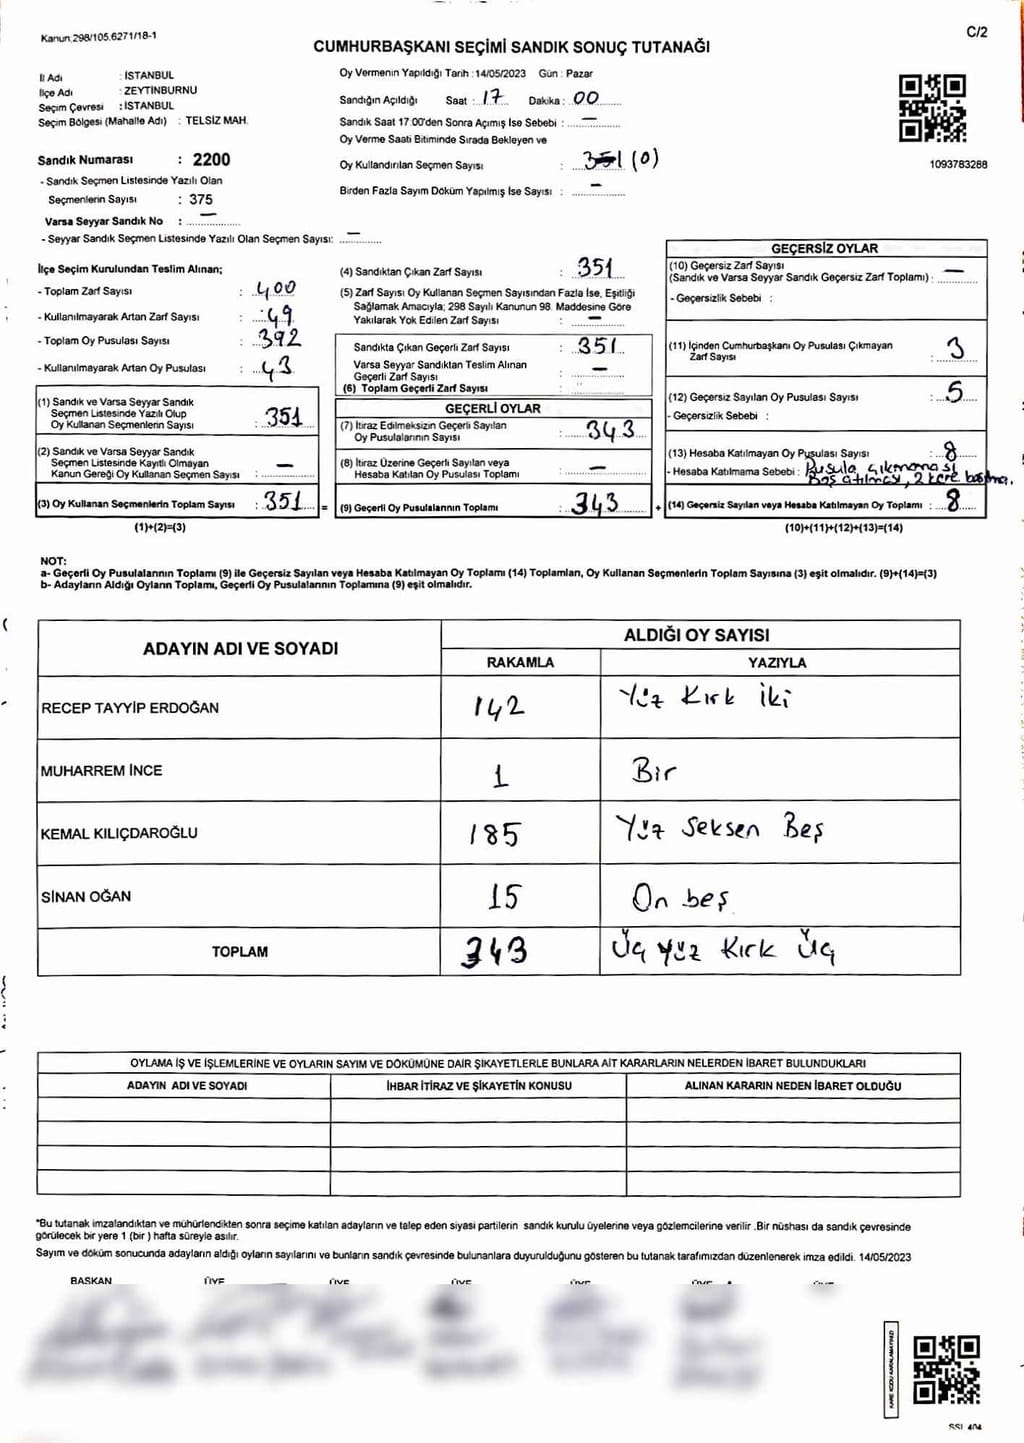 Kanun.298/105.6271/18-1
C/2
CUMHURBAŞKANI SEÇİMİ SANDIK SONUÇ TUTANAĞI
İl Adı : İSTANBUL
İlçe Adı : ZEYTİNBURNU
Seçim Çevresi : İSTANBUL
Seçim Bölgesi (Mahalle Adı) : TELSİZ MAH.
Sandık Numarası : 2200
- Sandık Seçmen Listesinde Yazılı Olan
Seçmenlerin Sayısı : 375
Varsa Seyyar Sandık No : —
- Seyyar Sandık Seçmen Listesinde Yazılı Olan Seçmen Sayısı: —
Oy Vermenin Yapıldığı Tarih : 14/05/2023 Gün : Pazar
Sandığın Açıldığı Saat : 17 Dakika : 00
Sandık Saat 17:00'den Sonra Açımış İse Sebebi : —
Oy Verme Saati Bitiminde Sırada Bekleyen ve
Oy Kullandırılan Seçmen Sayısı : 351 (0)
Birden Fazla Sayım Döküm Yapılmış İse Sayısı : —
1093783288
İlçe Seçim Kurulundan Teslim Alınan;
- Toplam Zarf Sayısı : 400
- Kullanılmayarak Artan Zarf Sayısı : 49
- Toplam Oy Pusulası Sayısı : 392
- Kullanılmayarak Artan Oy Pusulası : 43
(1) Sandık ve Varsa Seyyar Sandık
Seçmen Listesinde Yazılı Olup
Oy Kullanan Seçmenlerin Sayısı : 351
(2) Sandık ve Varsa Seyyar Sandık
Seçmen Listesinde Kayıtlı Olmayan
Kanun Gereği Oy Kullanan Seçmen Sayısı : —
(3) Oy Kullanan Seçmenlerin Toplam Sayısı : 351 =
(1)+(2)=(3)
(4) Sandıktan Çıkan Zarf Sayısı : 351
(5) Zarf Sayısı Oy Kullanan Seçmen Sayısından Fazla İse, Eşitliği
Sağlamak Amacıyla; 298 Sayılı Kanunun 98. Maddesine Göre
Yakılarak Yok Edilen Zarf Sayısı : —
Sandıkta Çıkan Geçerli Zarf Sayısı : 351
Varsa Seyyar Sandıktan Teslim Alınan
Geçerli Zarf Sayısı : —
(6) Toplam Geçerli Zarf Sayısı :
GEÇERLİ OYLAR
(7) İtiraz Edilmeksizin Geçerli Sayılan
Oy Pusulalarının Sayısı : 343
(8) İtiraz Üzerine Geçerli Sayılan veya
Hesaba Katılan Oy Pusulası Toplamı : —
(9) Geçerli Oy Pusulalarının Toplamı : 343 +
GEÇERSİZ OYLAR
(10) Geçersiz Zarf Sayısı
(Sandık ve Varsa Seyyar Sandık Geçersiz Zarf Toplamı) : —
- Geçersizlik Sebebi :
(11) İçinden Cumhurbaşkanı Oy Pusulası Çıkmayan
Zarf Sayısı : 3
(12) Geçersiz Sayılan Oy Pusulası Sayısı : 5
- Geçersizlik Sebebi :
(13) Hesaba Katılmayan Oy Pusulası Sayısı : 8
- Hesaba Katılmama Sebebi : Pusula çıkmaması
Boş atılması, 2 kere basma.
(14) Geçersiz Sayılan veya Hesaba Katılmayan Oy Toplamı : 8
(10)+(11)+(12)+(13)=(14)
NOT:
a- Geçerli Oy Pusulalarının Toplamı (9) ile Geçersiz Sayılan veya Hesaba Katılmayan Oy Toplamı (14) Toplamları, Oy Kullanan Seçmenlerin Toplam Sayısına (3) eşit olmalıdır. (9)+(14)=(3)
b- Adayların Aldığı Oyların Toplamı, Geçerli Oy Pusulalarının Toplamına (9) eşit olmalıdır.
ADAYIN ADI VE SOYADI
ALDIĞI OY SAYISI
RAKAMLA YAZIYLA
RECEP TAYYİP ERDOĞAN 142 Yüz Kırk İki
MUHARREM İNCE 1 Bir
KEMAL KILIÇDAROĞLU 185 Yüz Seksen Beş
SİNAN OĞAN 15 On beş
TOPLAM 343 Üç Yüz Kırk Üç
OYLAMA İŞ VE İŞLEMLERİNE VE OYLARIN SAYIM VE DÖKÜMÜNE DAİR ŞİKAYETLERLE BUNLARA AİT KARARLARIN NELERDEN İBARET BULUNDUKLARI
ADAYIN ADI VE SOYADI İHBAR İTİRAZ VE ŞİKAYETİN KONUSU ALINAN KARARIN NEDEN İBARET OLDUĞU
*Bu tutanak imzalandıktan ve mühürlendikten sonra seçime katılan adayların ve talep eden siyasi partilerin sandık kurulu üyelerine veya gözlemcilerine verilir .Bir nüshası da sandık çevresinde
görülecek bir yere 1 (bir ) hafta süreyle asılır.
Sayım ve döküm sonucunda adayların aldığı oyların sayılarını ve bunların sandık çevresinde bulunanlara duyurulduğunu gösteren bu tutanak tarafımızdan düzenlenerek imza edildi. 14/05/2023
BAŞKAN ÜYE ÜYE ÜYE ÜYE ÜYE ÜYE
KARE KODU KARALAMAYINIZ!